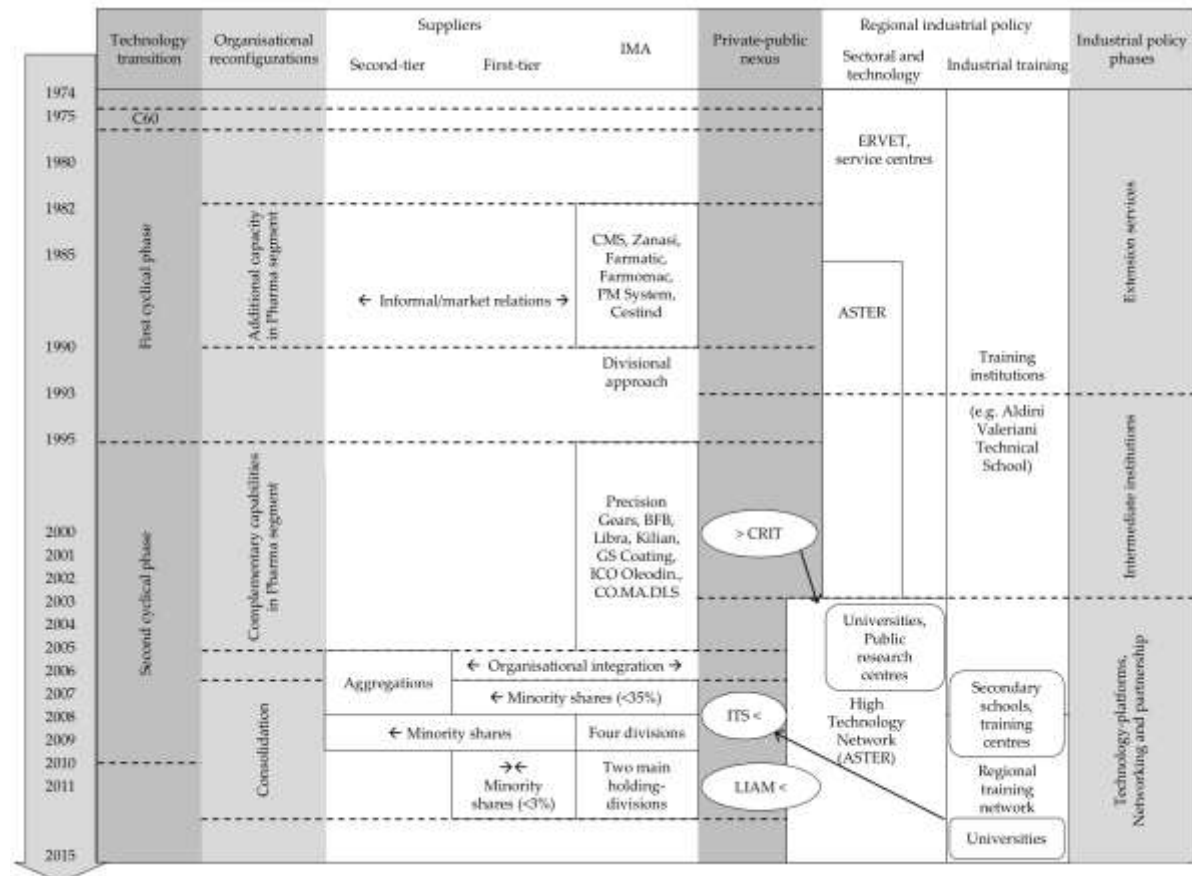 Technology transition
Organisational reconfigurations
Suppliers
Second-tier
First-tier
IMA
Private-public nexus
Regional industrial policy
Sectoral and technology
Industrial training
Industrial policy phases
1974
1975
1980
1982
1985
1990
1993
1995
2000
2001
2002
2003
2004
2005
2006
2007
2008
2009
2010
2011
2015
C60
First cyclical phase
Second cyclical phase
Additional capacity
in Pharma segment
Complementary capabilities
in Pharma segment
Consolidation
← Informal/market relations →
Aggregations
← Organisational integration →
← Minority shares (<35%)
← Minority shares
→←
Minority
shares (<3%)
CMS, Zanasi,
Farmatic,
Farmomac,
PM System,
Cestind
Divisional
approach
Precision
Gears, BFB,
Libra, Kilian,
GS Coating,
ICO Oleodin.,
CO.MA.DI.S
Four divisions
Two main
holding-
divisions
> CRIT
ITS <
LIAM <
ERVET,
service centres
ASTER
Universities,
Public
research
centres
High
Technology
Network
(ASTER)
Training
institutions
(e.g. Aldini
Valeriani
Technical
School)
Secondary
schools,
training
centres
Regional
training
network
Universities
Extension services
Intermediate institutions
Technology-platforms,
Networking and partnership